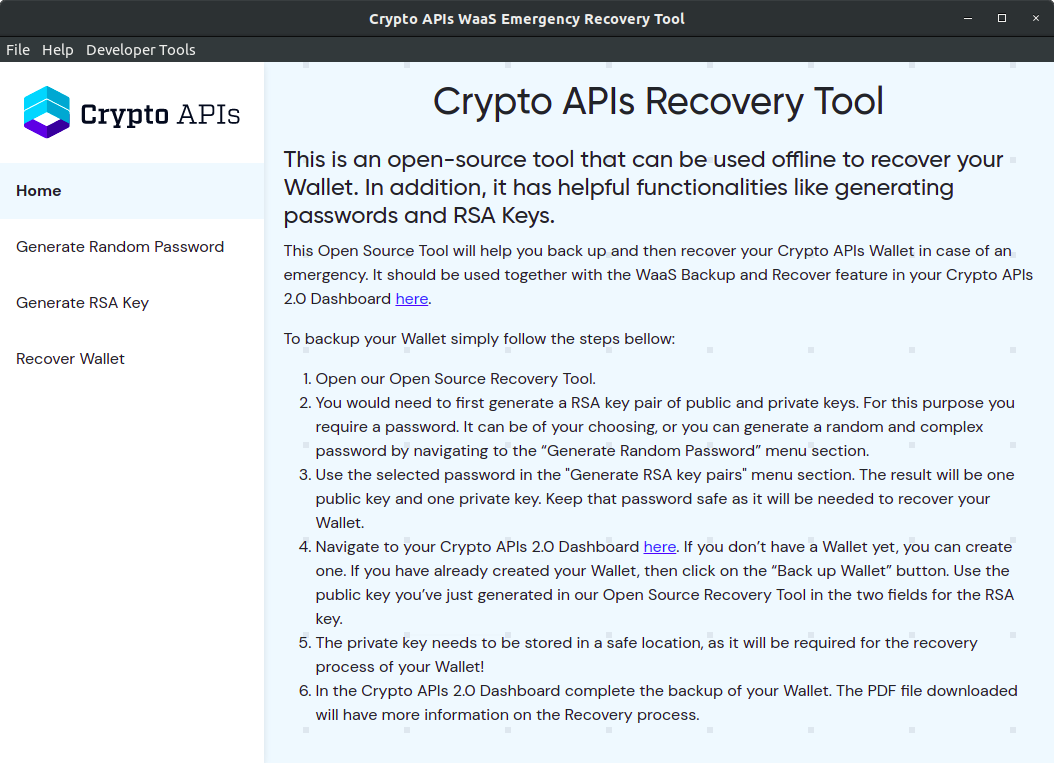 Crypto APIs WaaS Emergency Recovery Tool
File Help Developer Tools
Crypto APIs
Home
Generate Random Password
Generate RSA Key
Recover Wallet
Crypto APIs Recovery Tool
This is an open-source tool that can be used offline to recover your
Wallet. In addition, it has helpful functionalities like generating
passwords and RSA Keys.
This Open Source Tool will help you back up and then recover your Crypto APIs Wallet in case of an
emergency. It should be used together with the WaaS Backup and Recover feature in your Crypto APIs
2.0 Dashboard here.
To backup your Wallet simply follow the steps bellow:
1. Open our Open Source Recovery Tool.
2. You would need to first generate a RSA key pair of public and private keys. For this purpose you
require a password. It can be of your choosing, or you can generate a random and complex
password by navigating to the “Generate Random Password” menu section.
3. Use the selected password in the "Generate RSA key pairs" menu section. The result will be one
public key and one private key. Keep that password safe as it will be needed to recover your
Wallet.
4. Navigate to your Crypto APIs 2.0 Dashboard here. If you don’t have a Wallet yet, you can create
one. If you have already created your Wallet, then click on the “Back up Wallet” button. Use the
public key you’ve just generated in our Open Source Recovery Tool in the two fields for the RSA
key.
5. The private key needs to be stored in a safe location, as it will be required for the recovery
process of your Wallet!
6. In the Crypto APIs 2.0 Dashboard complete the backup of your Wallet. The PDF file downloaded
will have more information on the Recovery process.